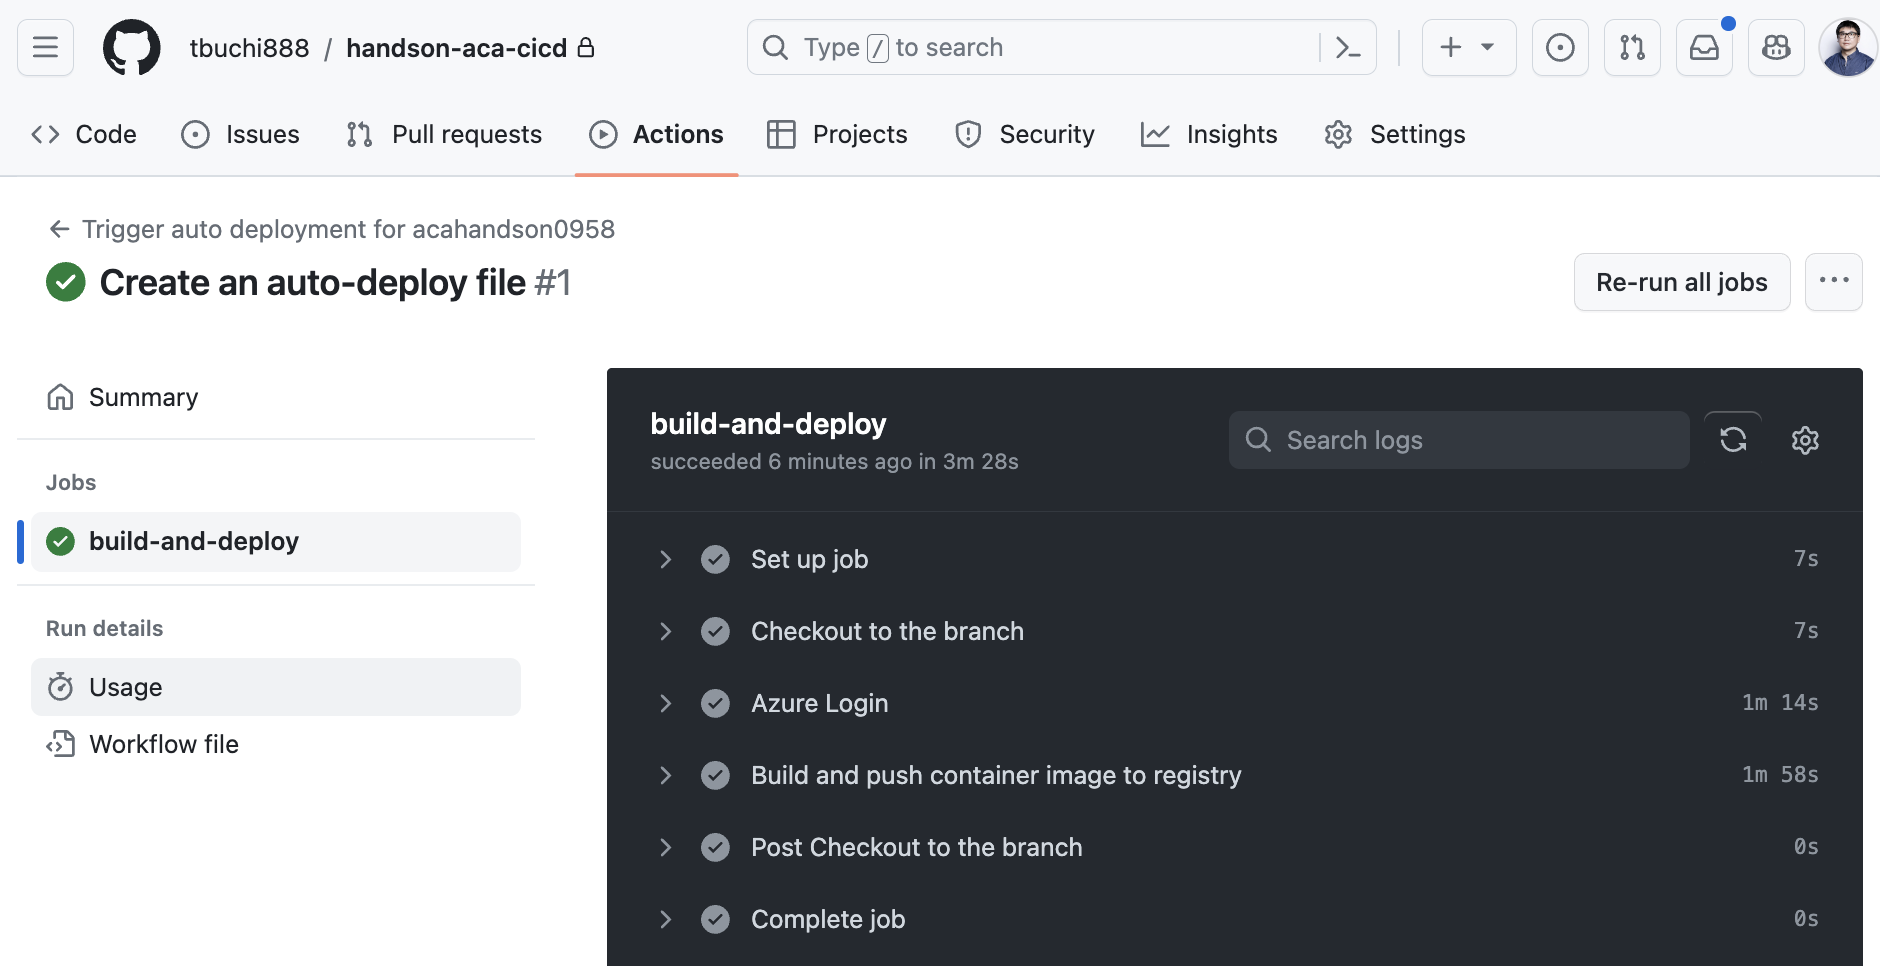 tbuchi888 / handson-aca-cicd
Type / to search
Code Issues Pull requests Actions Projects Security Insights Settings
Trigger auto deployment for acahandson0958
Create an auto-deploy file #1
Re-run all jobs
Summary
Jobs
build-and-deploy
Run details
Usage
Workflow file
build-and-deploy
succeeded 6 minutes ago in 3m 28s
Search logs
Set up job 7s
Checkout to the branch 7s
Azure Login 1m 14s
Build and push container image to registry 1m 58s
Post Checkout to the branch 0s
Complete job 0s